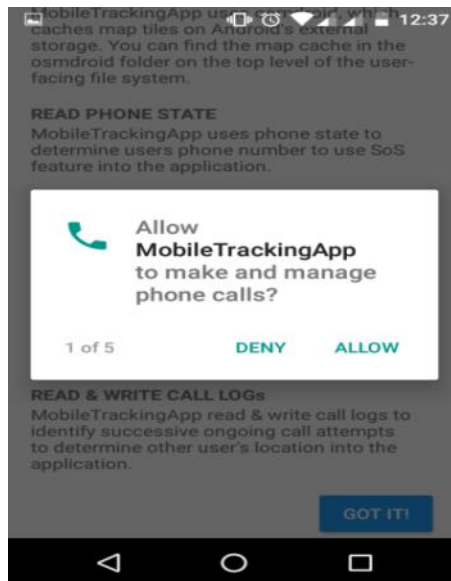 12:37
MobileTrackingApp uses osmdroid, which
caches map tiles on Android's external
storage. You can find the map cache in the
osmdroid folder on the top level of the user-
facing file system.
READ PHONE STATE
MobileTrackingApp uses phone state to
determine users phone number to use SoS
feature into the application.
Allow
MobileTrackingApp
to make and manage
phone calls?
1 of 5
DENY
ALLOW
READ & WRITE CALL LOGs
MobileTrackingApp read & write call logs to
identify successive ongoing call attempts
to determine other user's location into the
application.
GOT IT!